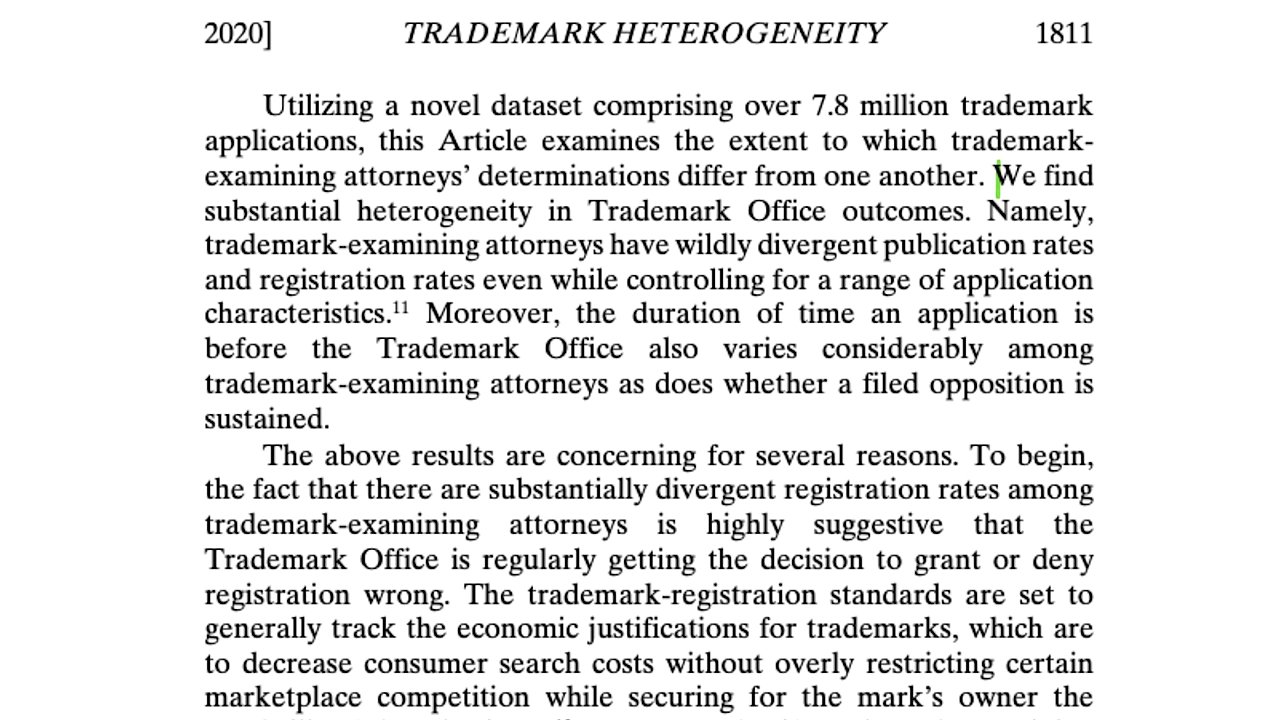 2020] TRADEMARK HETEROGENEITY 1811
Utilizing a novel dataset comprising over 7.8 million trademark
applications, this Article examines the extent to which trademark-
examining attorneys’ determinations differ from one another. We find
substantial heterogeneity in Trademark Office outcomes. Namely,
trademark-examining attorneys have wildly divergent publication rates
and registration rates even while controlling for a range of application
characteristics.¹¹ Moreover, the duration of time an application is
before the Trademark Office also varies considerably among
trademark-examining attorneys as does whether a filed opposition is
sustained.
The above results are concerning for several reasons. To begin,
the fact that there are substantially divergent registration rates among
trademark-examining attorneys is highly suggestive that the
Trademark Office is regularly getting the decision to grant or deny
registration wrong. The trademark-registration standards are set to
generally track the economic justifications for trademarks, which are
to decrease consumer search costs without overly restricting certain
marketplace competition while securing for the mark’s owner the